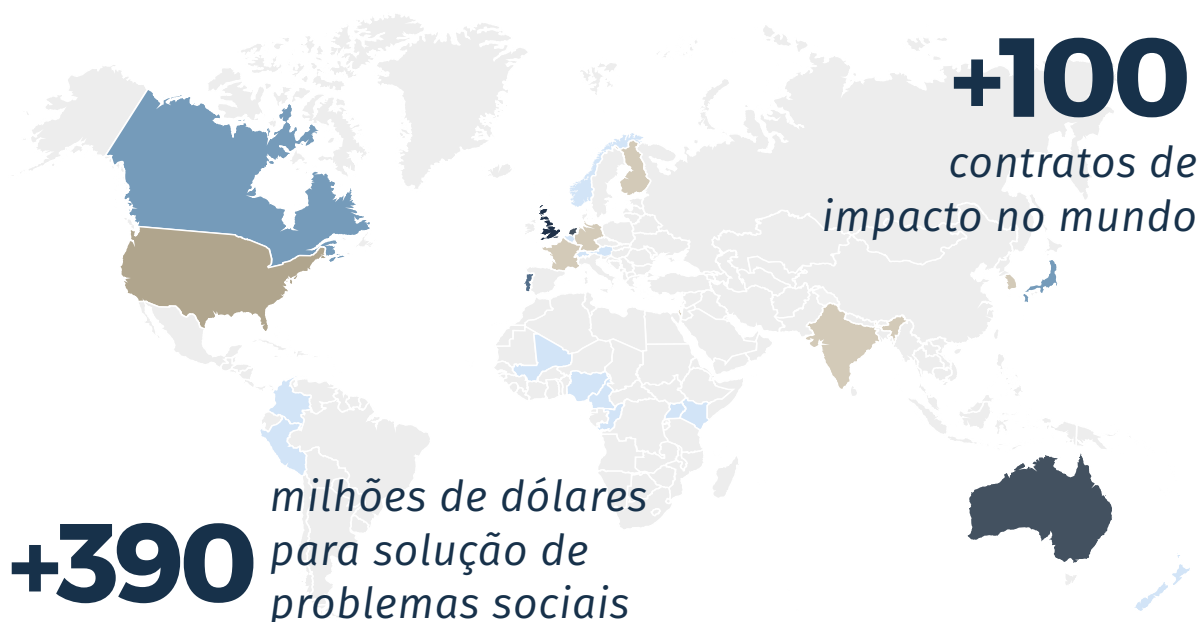 +100
contratos de
impacto no mundo
+390
milhões de dólares
para solução de
problemas sociais